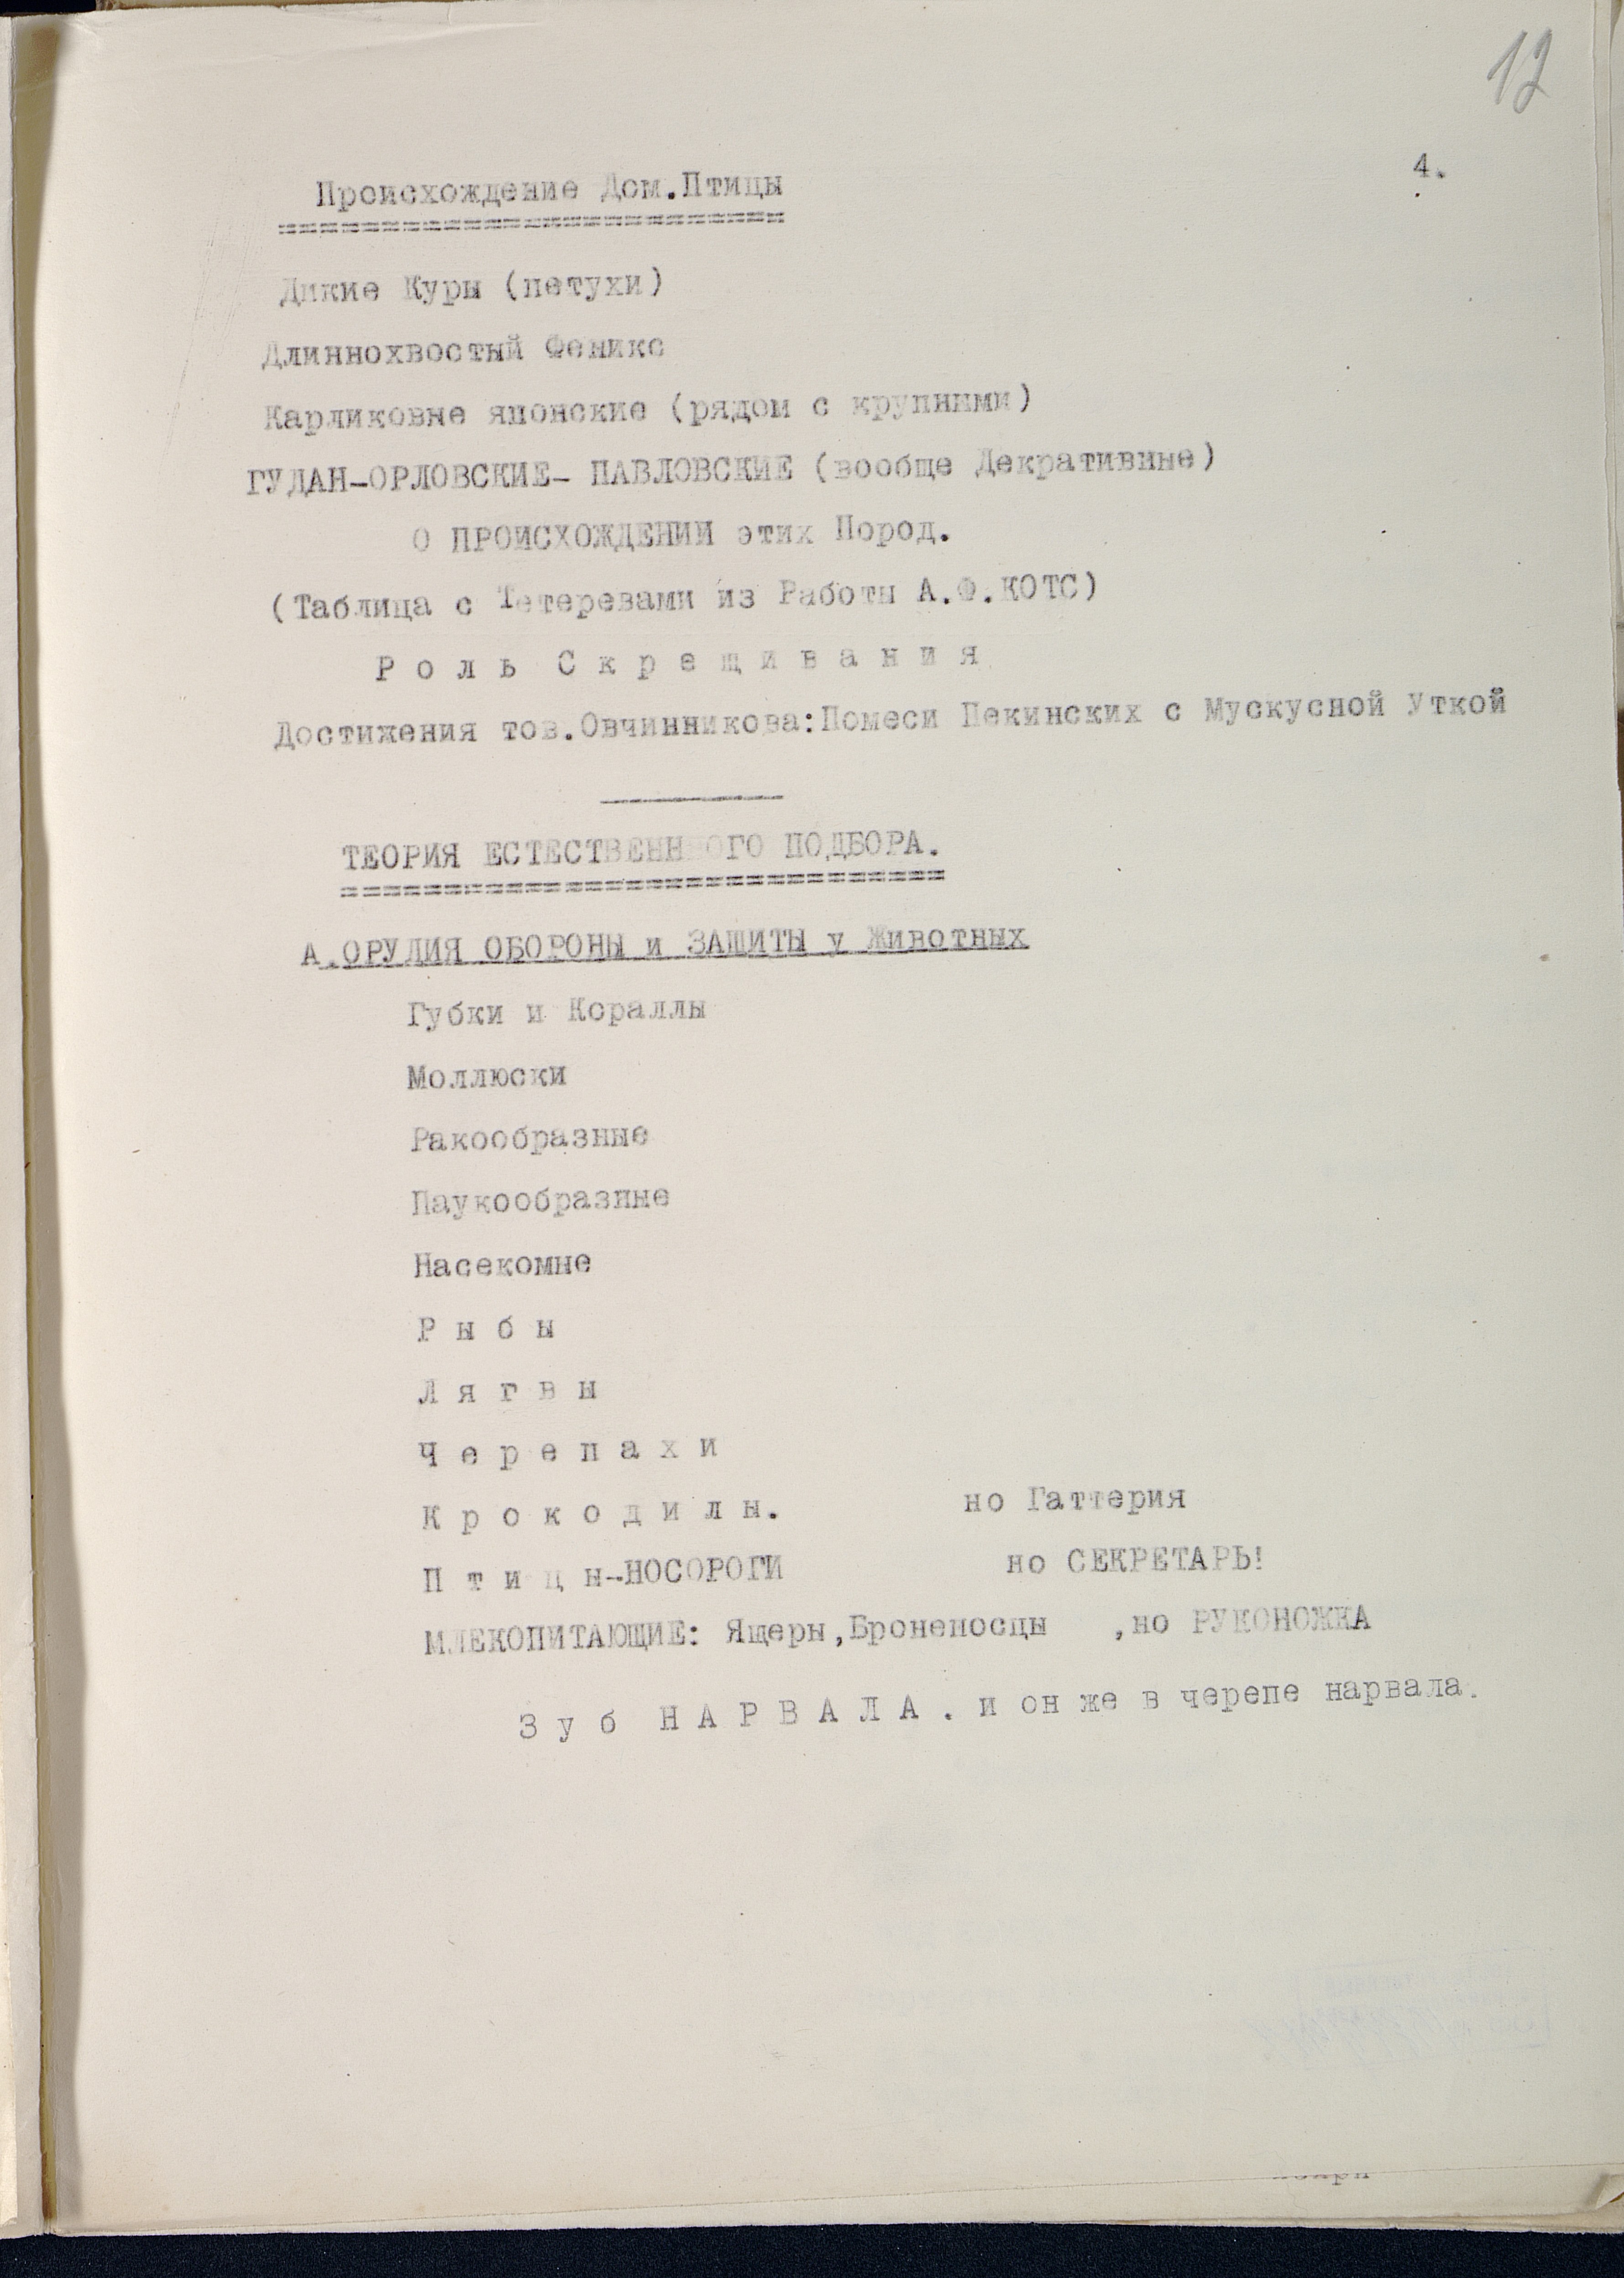 12
4.
Происхождение Дом.Птицы
Дикие Куры (петухи)
Длиннохвостый Феникс
Карликовые японские (рядом с крупными)
ГУДАН-ОРЛОВСКИЕ- ПАВЛОВСКИЕ (вообще Декративные)
О ПРОИСХОЖДЕНИИ этих Пород.
(Таблица с Тетеревами из Работы А.Ф.КОТС)
Р о л ь С к р е щ и в а н и я
Достижения тов.Овчинникова:Помеси Пекинских с Мускусной Уткой
ТЕОРИЯ ЕСТЕСТВЕННОГО ПОДБОРА.
А.ОРУДИЯ ОБОРОНЫ и ЗАЩИТЫ у Животных
Губки и Кораллы
Моллюски
Ракообразные
Паукообразные
Насекомые
Р ы б ы
Л я г в ы
Ч е р е п а х и
К р о к о д и л ы. но Гаттерия
П т и ц ы-НОСОРОГИ но СЕКРЕТАРЬ!
МЛЕКОПИТАЮЩИЕ: Ящеры,Броненосцы ,но РУКОНОЖКА
З у б Н А Р В А Л А . и он же в черепе нарвала.